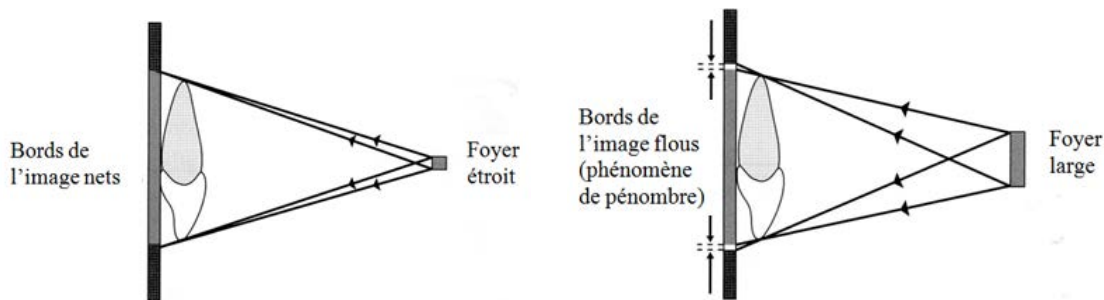 Bords de
l'image nets
Foyer
étroit
Bords de
l'image flous
(phénomène
de pénombre)
Foyer
large